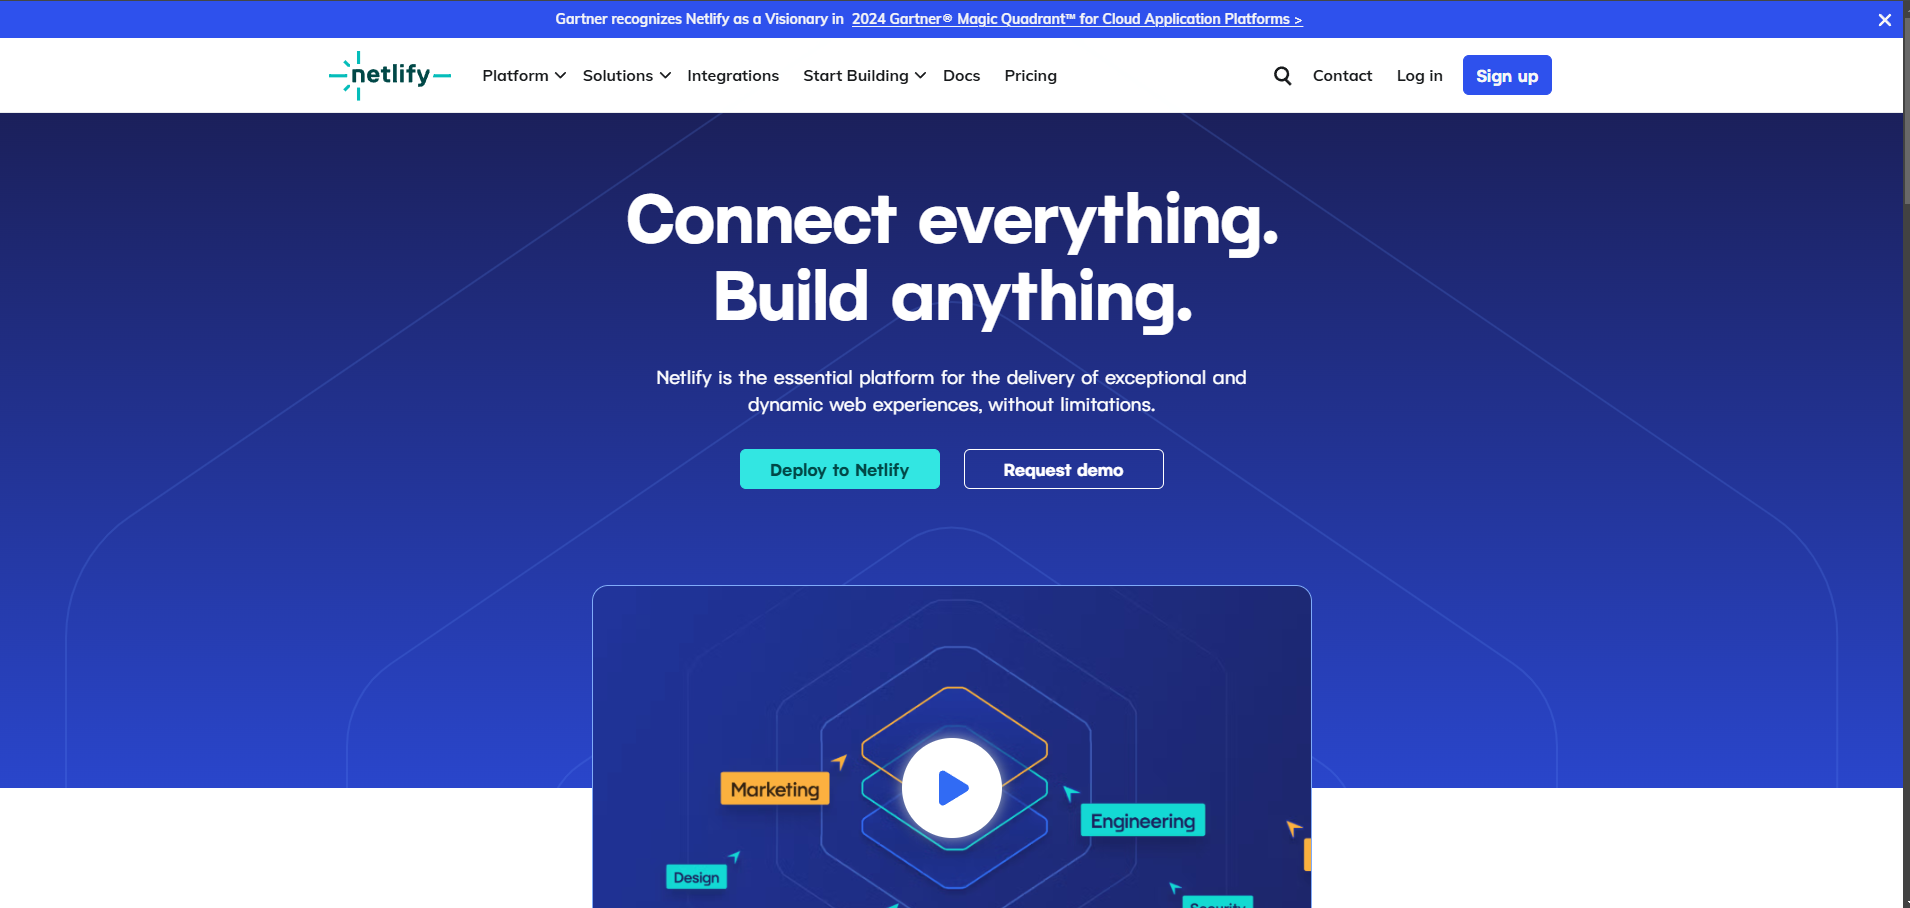 Gartner recognizes Netlify as a Visionary in 2024 Gartner® Magic Quadrant™ for Cloud Application Platforms >
netlify Platform Solutions Integrations Start Building Docs Pricing Contact Log in Sign up
Connect everything.
Build anything.
Netlify is the essential platform for the delivery of exceptional and
dynamic web experiences, without limitations.
Deploy to Netlify Request demo
Marketing
Engineering
Design
Security